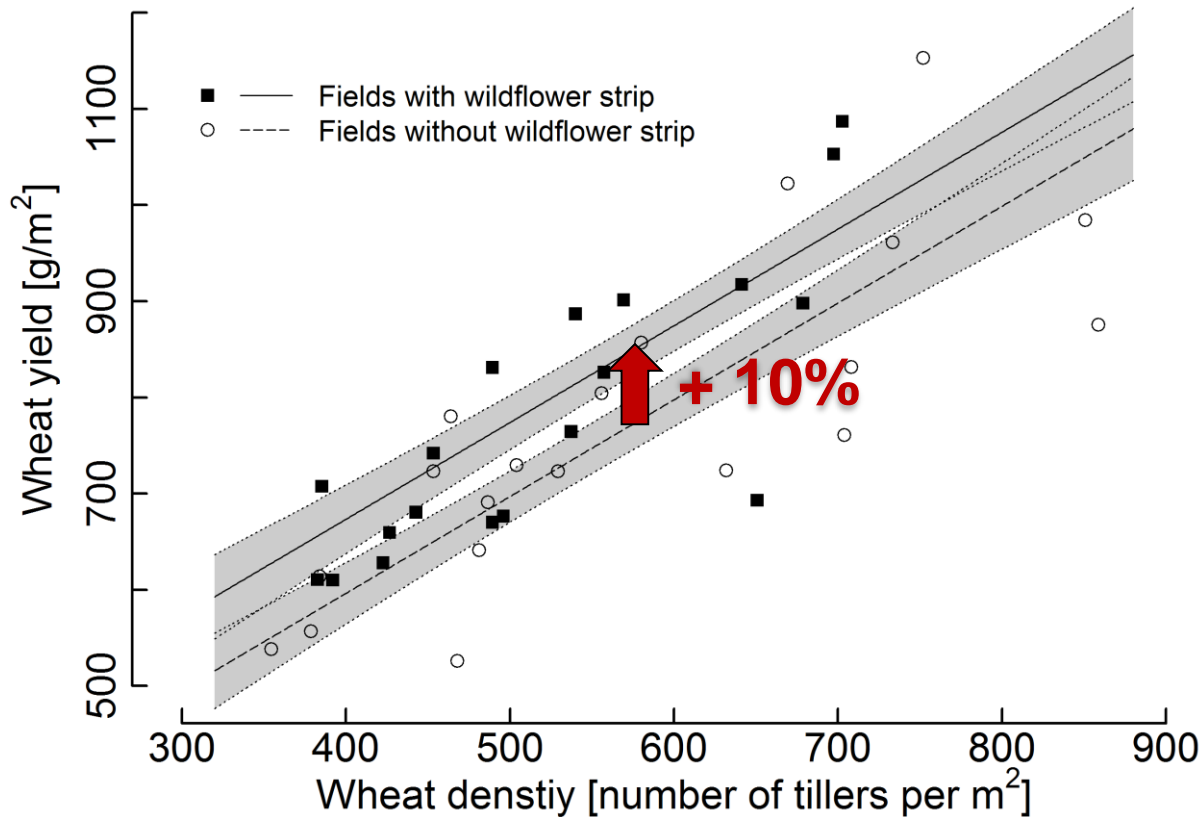 Fields with wildflower strip
Fields without wildflower strip
Wheat yield [g/m²]
1100
900
700
500
+ 10%
300 400 500 600 700 800 900
Wheat denstiy [number of tillers per m²]